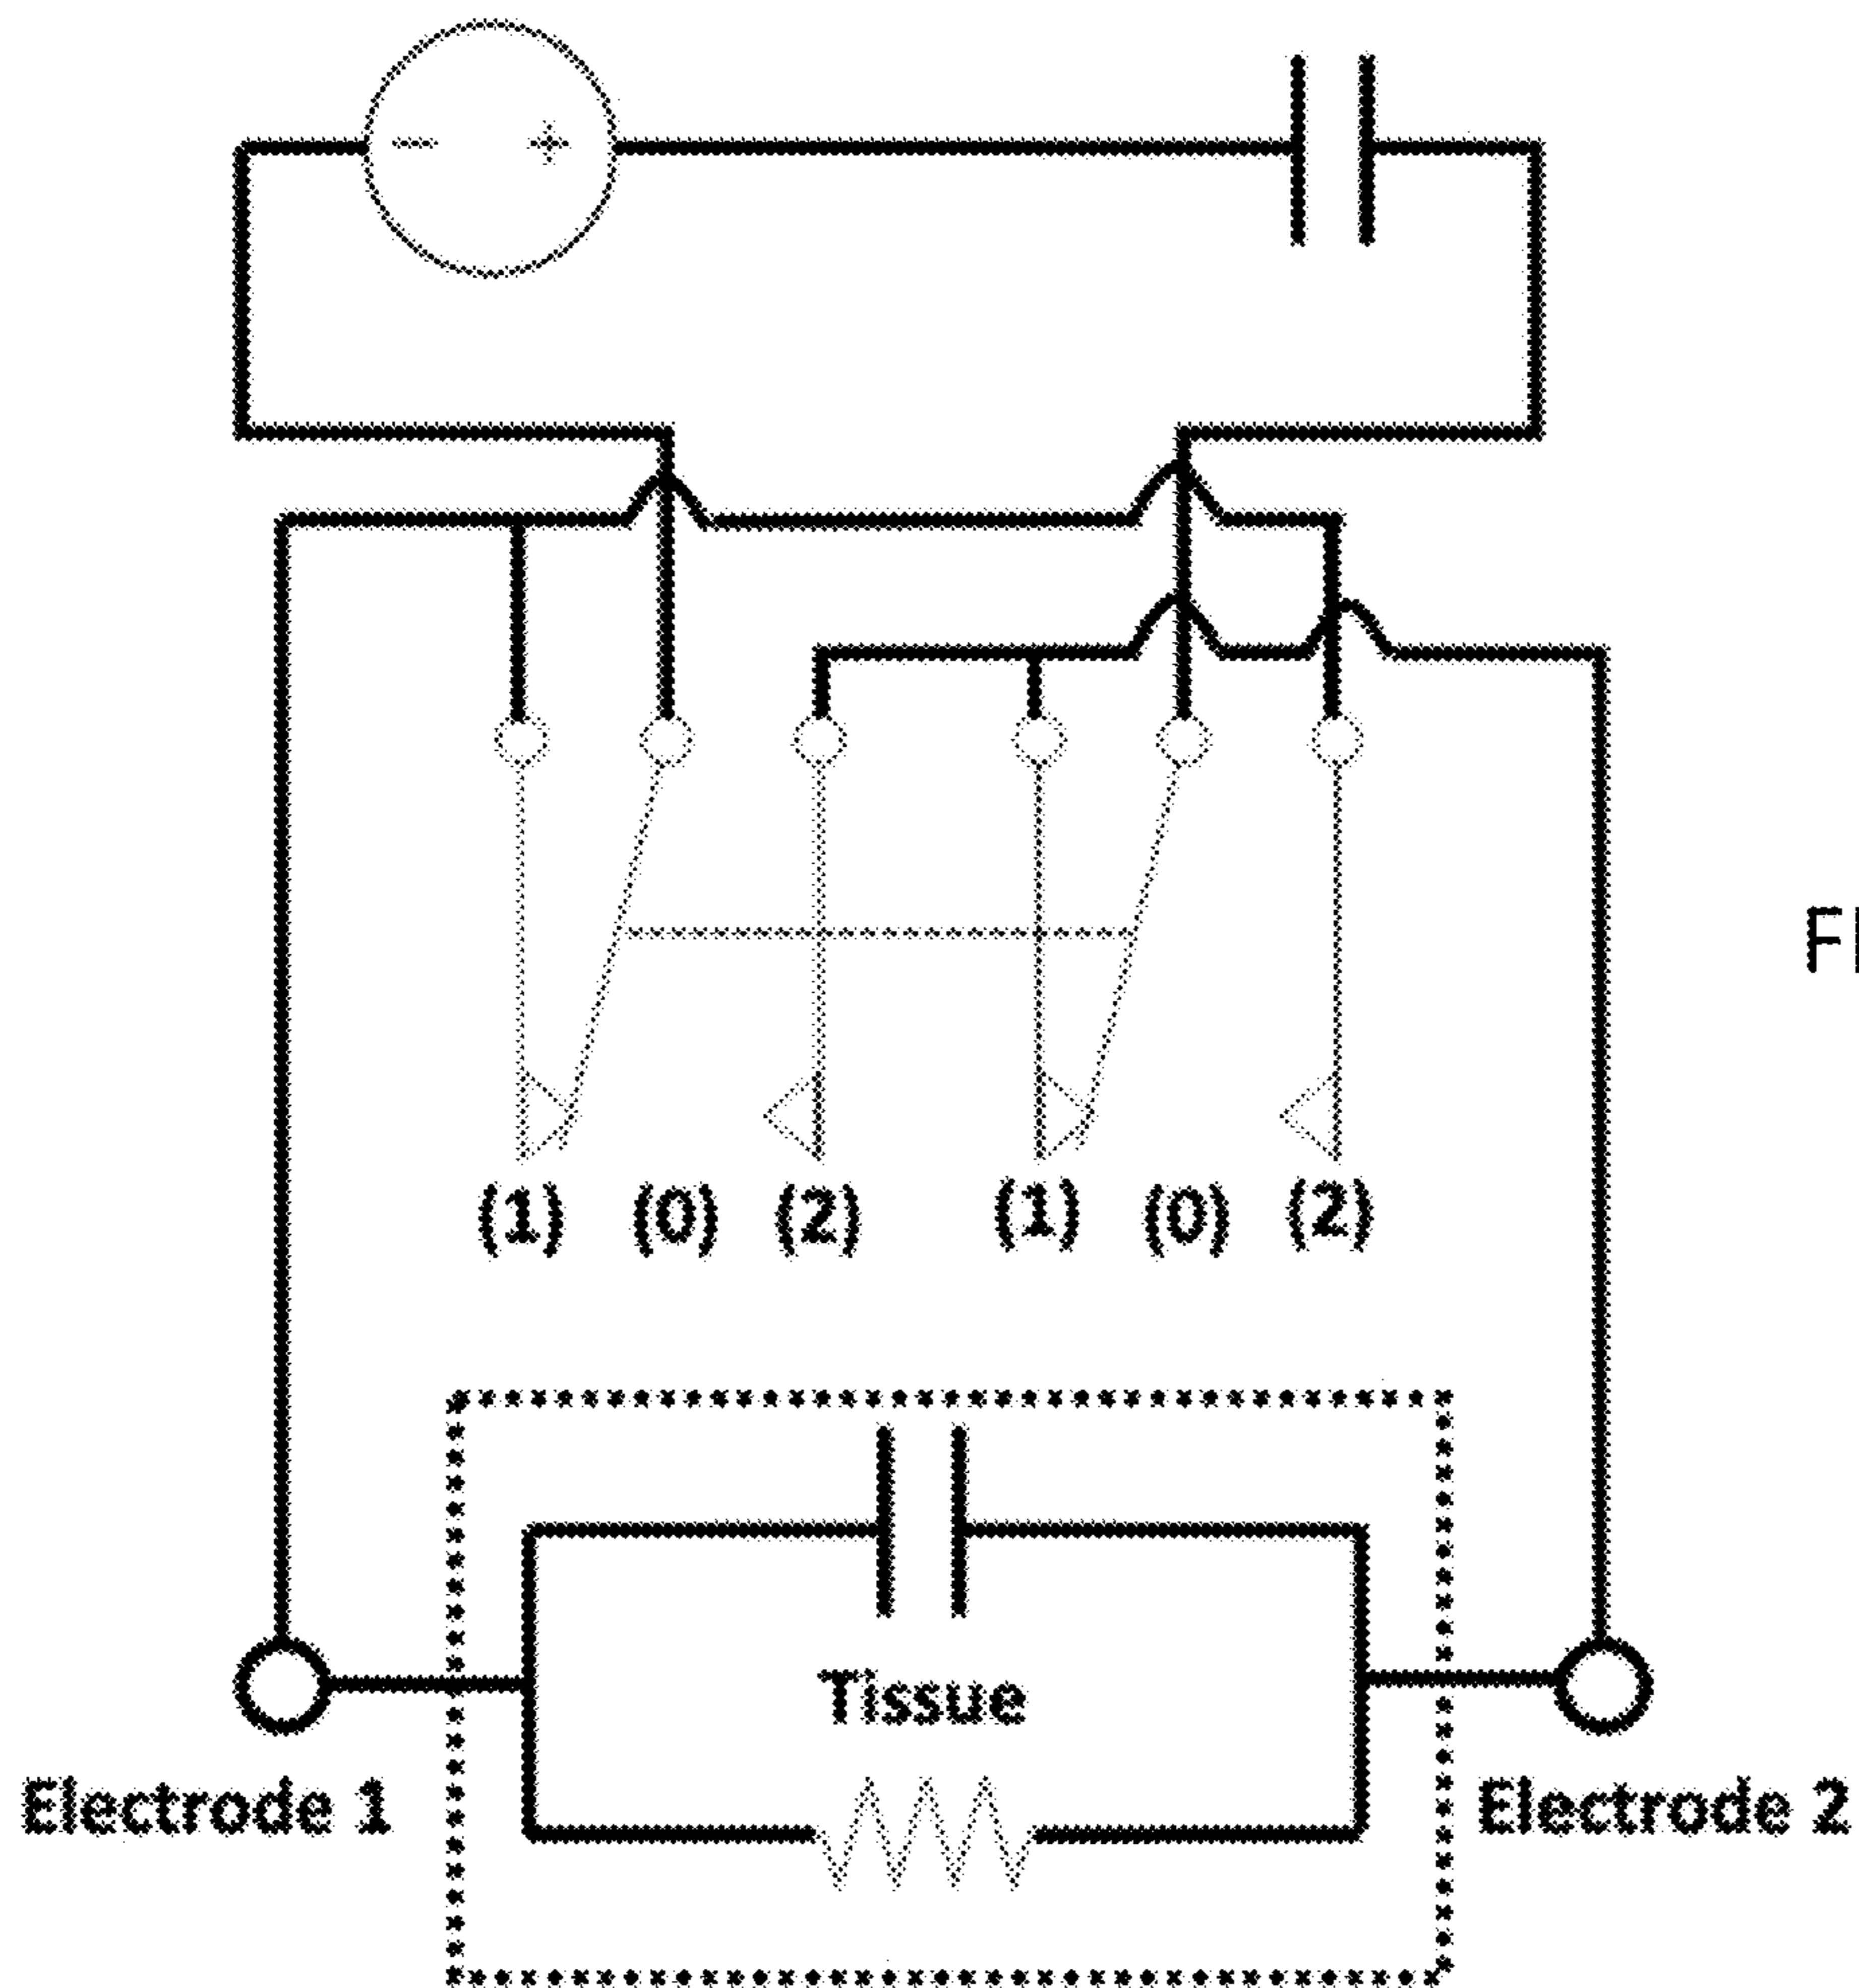 - +
(1) (0) (2) (1) (0) (2)
Tissue
Electrode 1 Electrode 2